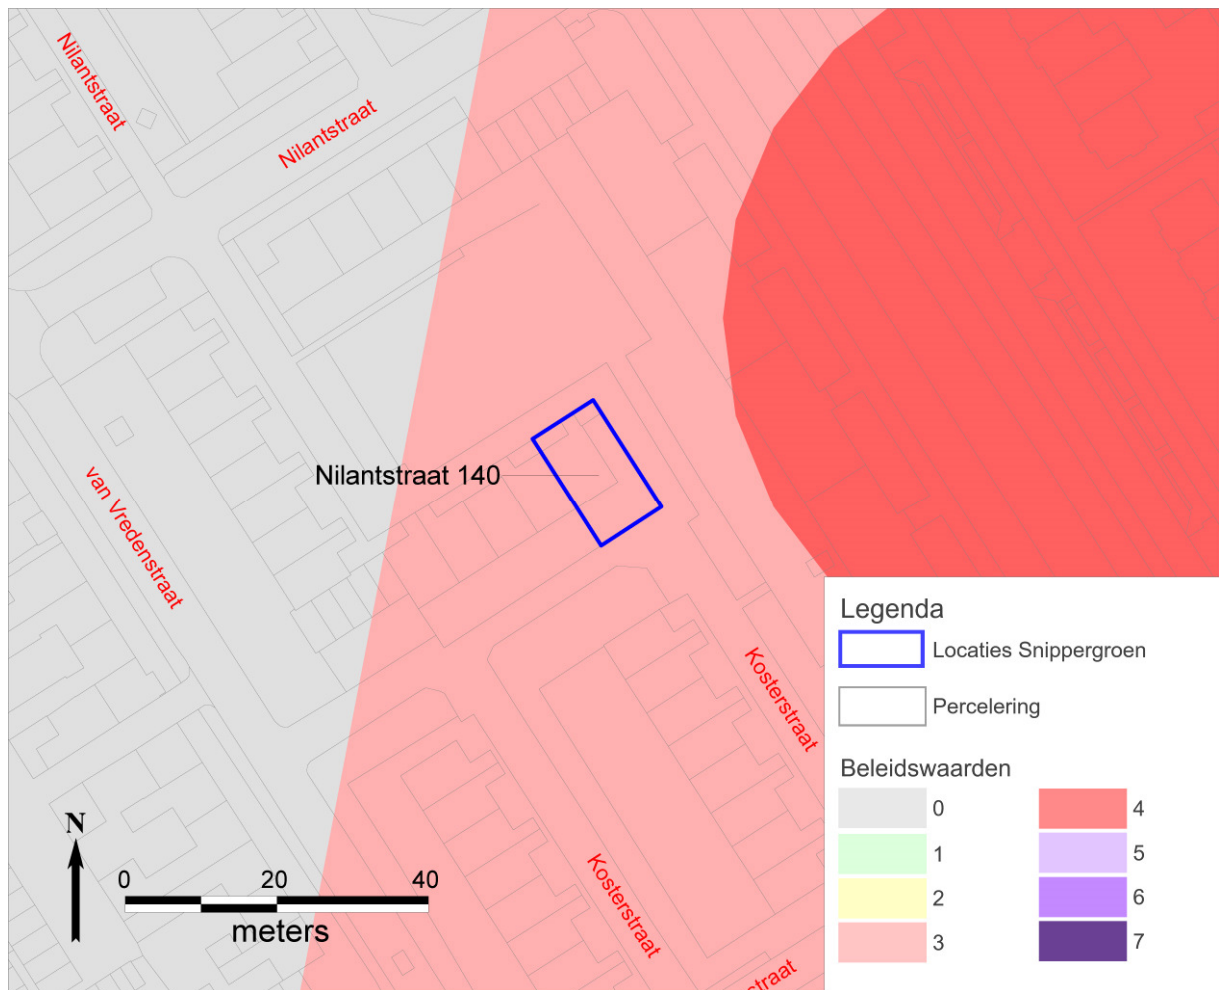 Nilantstraat
Nilantstraat
Nilantstraat 140
van Vredenstraat
Kosterstraat
Kosterstraat
straat
N
0 20 40
meters
Legenda
Locaties Snippergroen
Percelering
Beleidswaarden
0
1
2
3
4
5
6
7